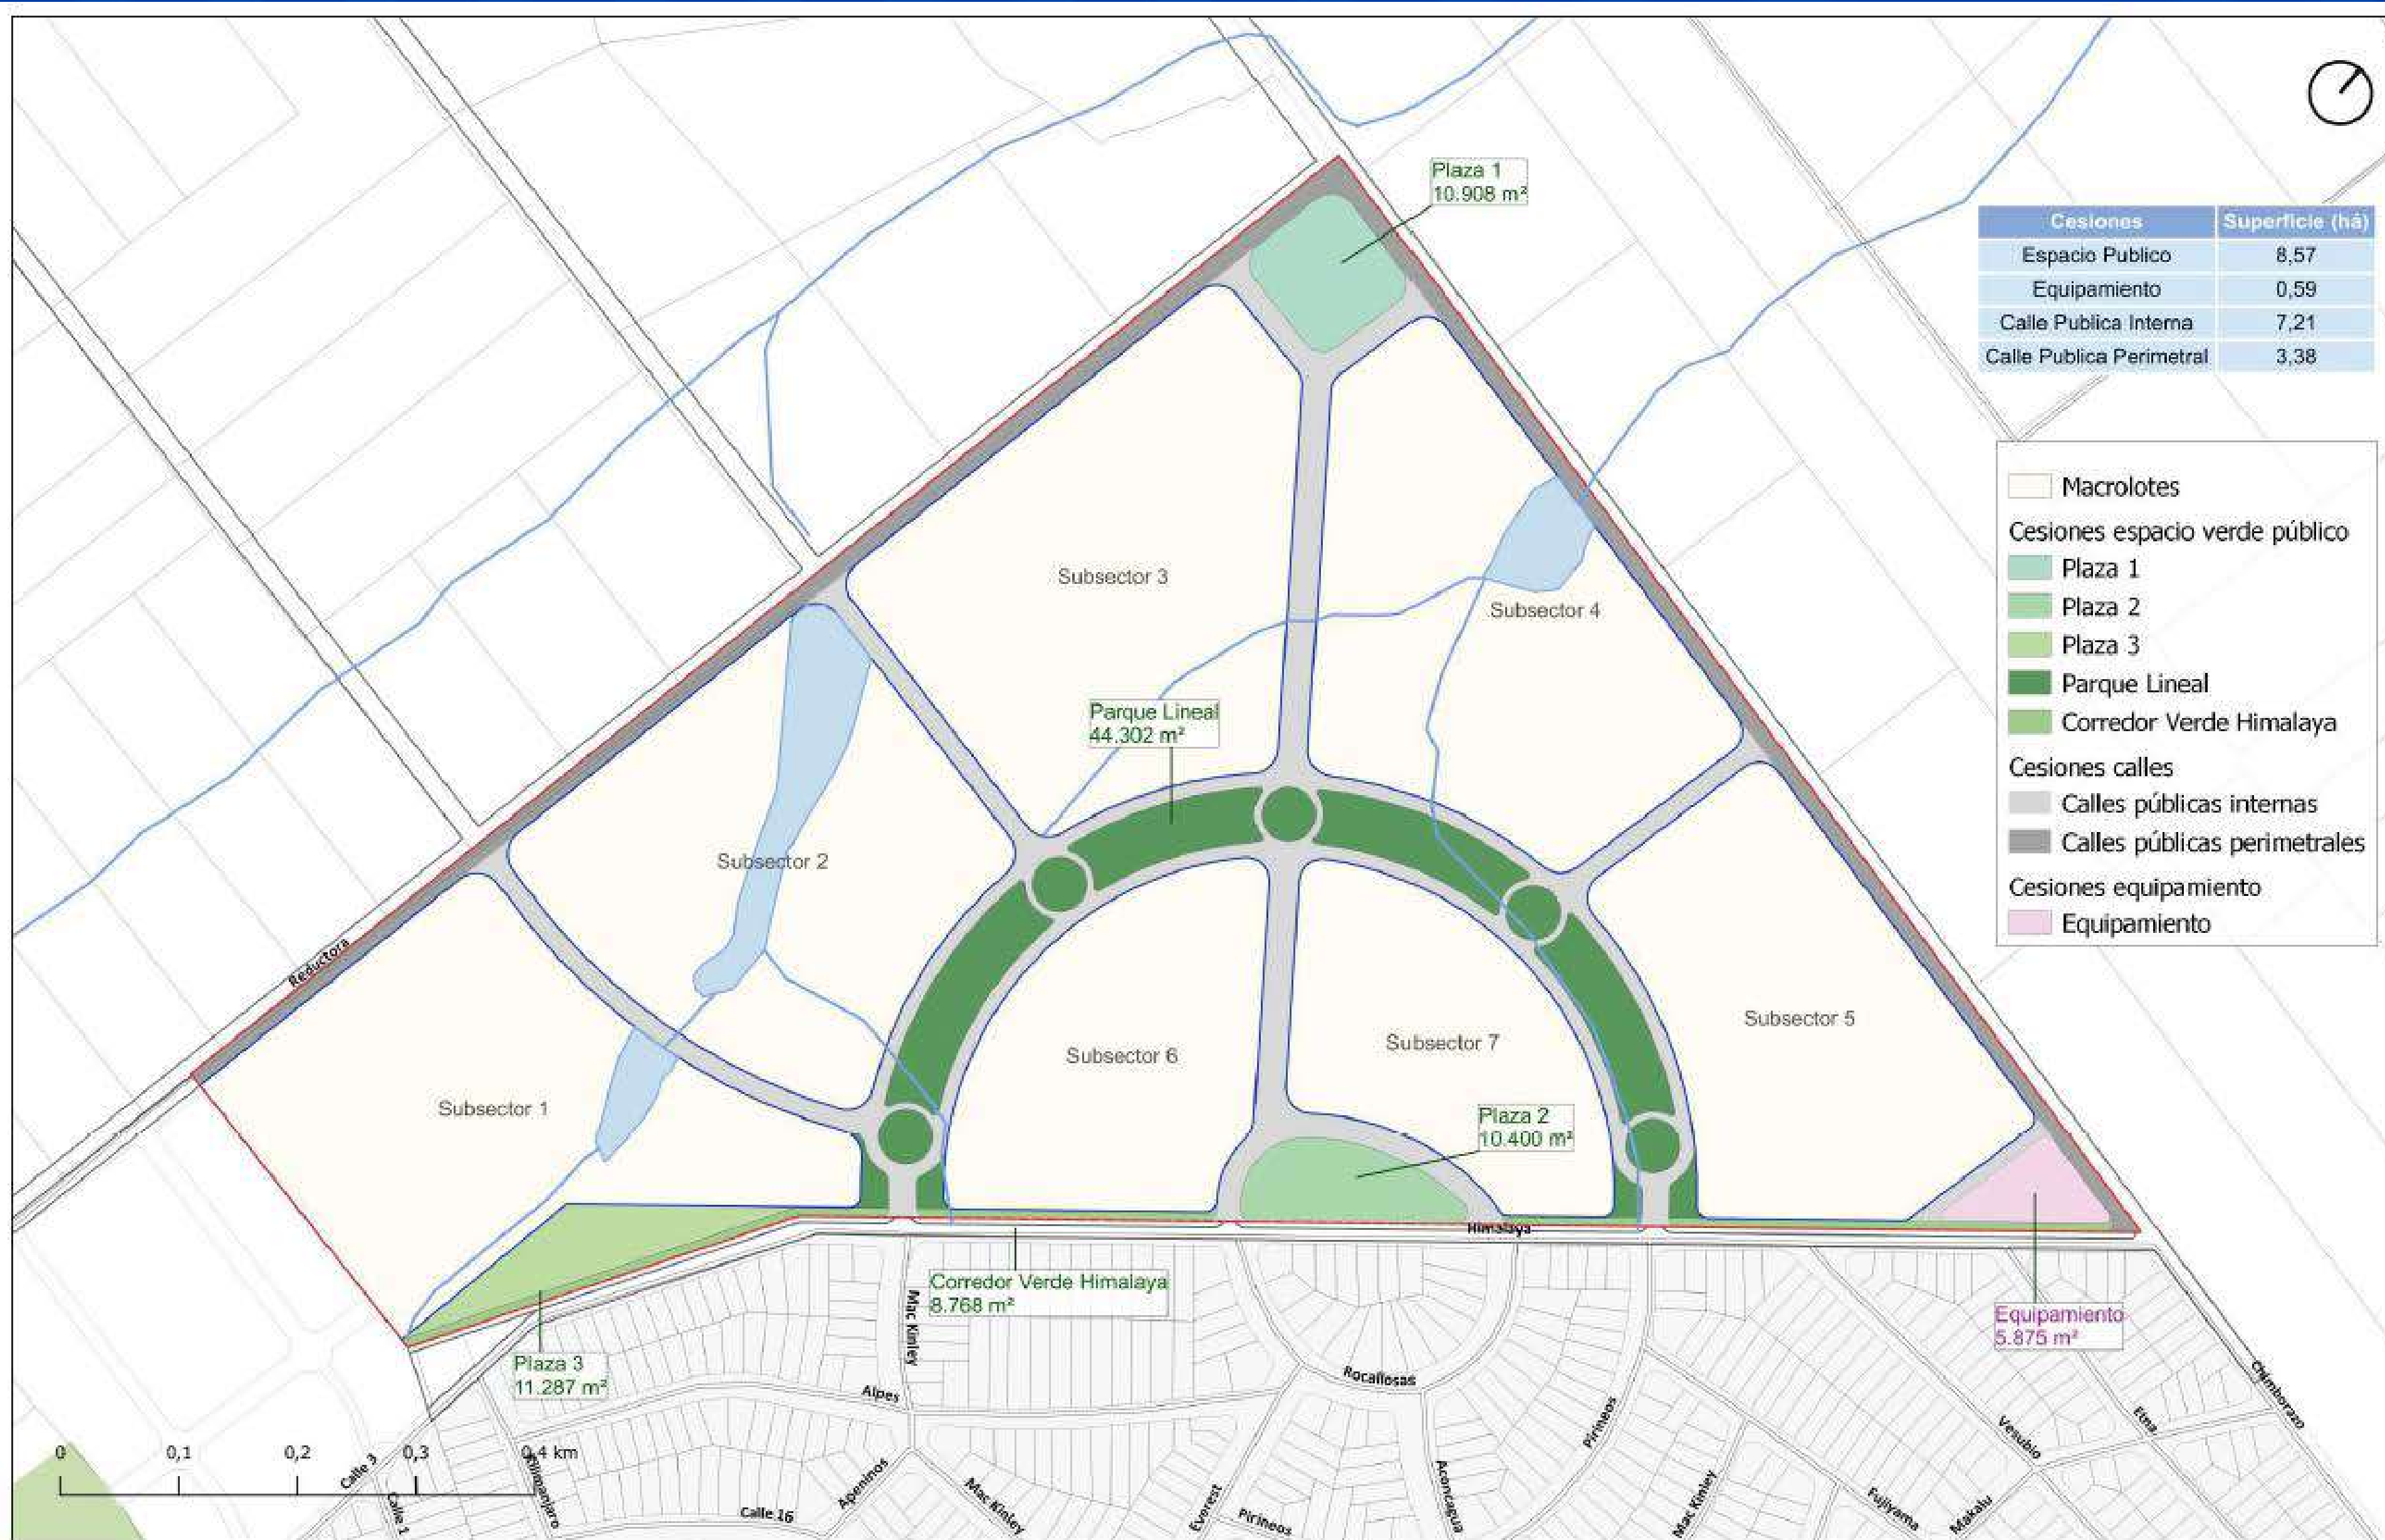 Plaza 1
10.908 m²
Cesiones Superficie (há)
Espacio Publico 8,57
Equipamiento 0,59
Calle Publica Interna 7,21
Calle Publica Perimetral 3,38
Macrolotes
Cesiones espacio verde público
Plaza 1
Plaza 2
Plaza 3
Parque Lineal
Corredor Verde Himalaya
Cesiones calles
Calles públicas internas
Calles públicas perimetrales
Cesiones equipamiento
Equipamiento
Subsector 3
Subsector 4
Parque Lineal
44.302 m²
Subsector 2
Reductora
Subsector 5
Subsector 6
Subsector 7
Subsector 1
Plaza 2
10.400 m²
Himalaya
Corredor Verde Himalaya
8.768 m²
Mac Kinley
Equipamiento
5.875 m²
Plaza 3
11.287 m²
Rocallosas
Alpes
Chimborazo
Pirineos
Etna
Vesubio
0 0,1 0,2 0,3 0,4 km
Calle 3
Kilimanjaro
Calle 1
Calle 16
Apeninos
Mac Kinley
Everest
Pirineos
Aconcagua
Mac Kinley
Fujiyama
Makalu